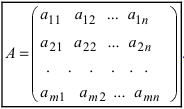 a₁₁ a₁₂ ... a₁ₙ
a₂₁ a₂₂ ... a₂ₙ
A = . . . . . .
aₘ₁ aₘ₂ ... aₘₙ
.